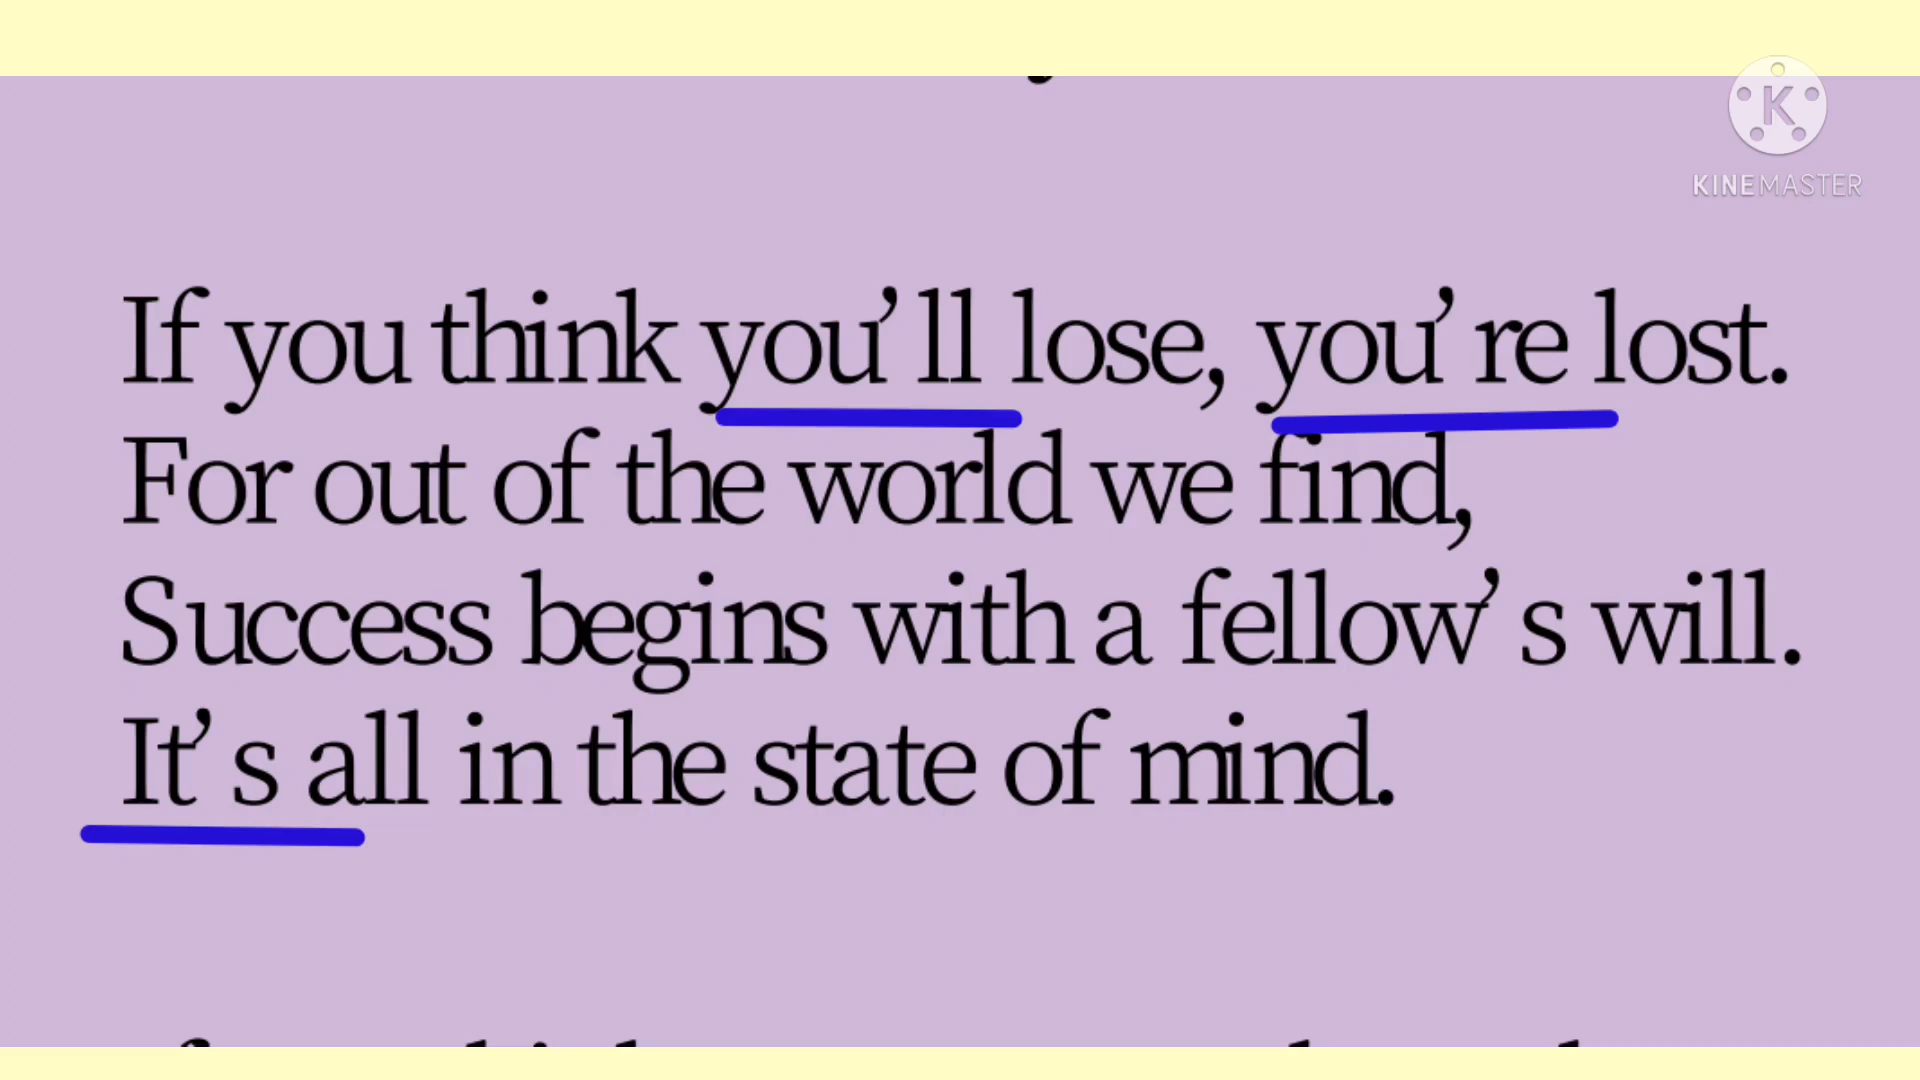 KINEMASTER
If you think you’ll lose, you’re lost.
For out of the world we find,
Success begins with a fellow’s will.
It’s all in the state of mind.